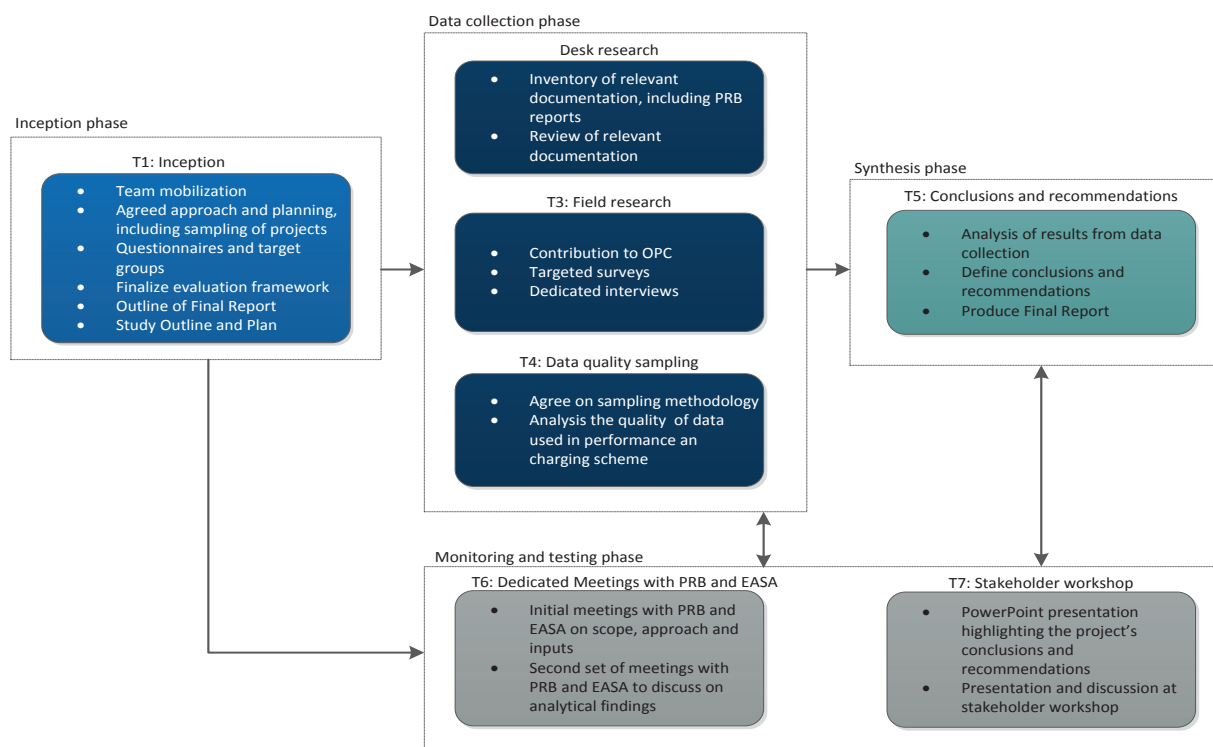 Inception phase
T1: Inception
• Team mobilization
• Agreed approach and planning,
including sampling of projects
• Questionnaires and target
groups
• Finalize evaluation framework
• Outline of Final Report
• Study Outline and Plan
Data collection phase
Desk research
• Inventory of relevant
documentation, including PRB
reports
• Review of relevant
documentation
T3: Field research
• Contribution to OPC
• Targeted surveys
• Dedicated interviews
T4: Data quality sampling
• Agree on sampling methodology
• Analysis the quality of data
used in performance an
charging scheme
Synthesis phase
T5: Conclusions and recommendations
• Analysis of results from data
collection
• Define conclusions and
recommendations
• Produce Final Report
Monitoring and testing phase
T6: Dedicated Meetings with PRB and EASA
• Initial meetings with PRB and
EASA on scope, approach and
inputs
• Second set of meetings with
PRB and EASA to discuss on
analytical findings
T7: Stakeholder workshop
• PowerPoint presentation
highlighting the project's
conclusions and
recommendations
• Presentation and discussion at
stakeholder workshop